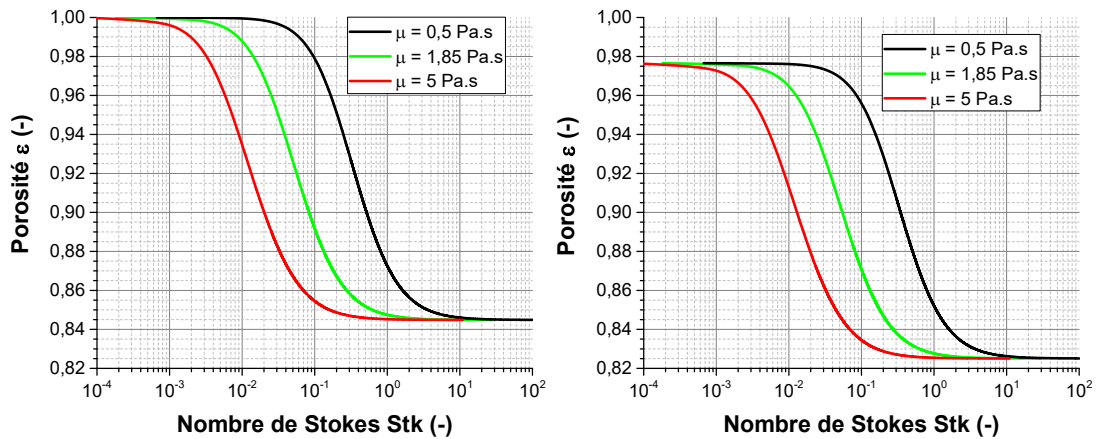 1,00
0,98
0,96
0,94
0,92
0,90
0,88
0,86
0,84
0,82
Porosité ε (-)
μ = 0,5 Pa.s
μ = 1,85 Pa.s
μ = 5 Pa.s
10⁻⁴ 10⁻³ 10⁻² 10⁻¹ 10⁰ 10¹ 10²
Nombre de Stokes Stk (-)
1,00
0,98
0,96
0,94
0,92
0,90
0,88
0,86
0,84
0,82
Porosité ε (-)
μ = 0,5 Pa.s
μ = 1,85 Pa.s
μ = 5 Pa.s
10⁻⁴ 10⁻³ 10⁻² 10⁻¹ 10⁰ 10¹ 10²
Nombre de Stokes Stk (-)